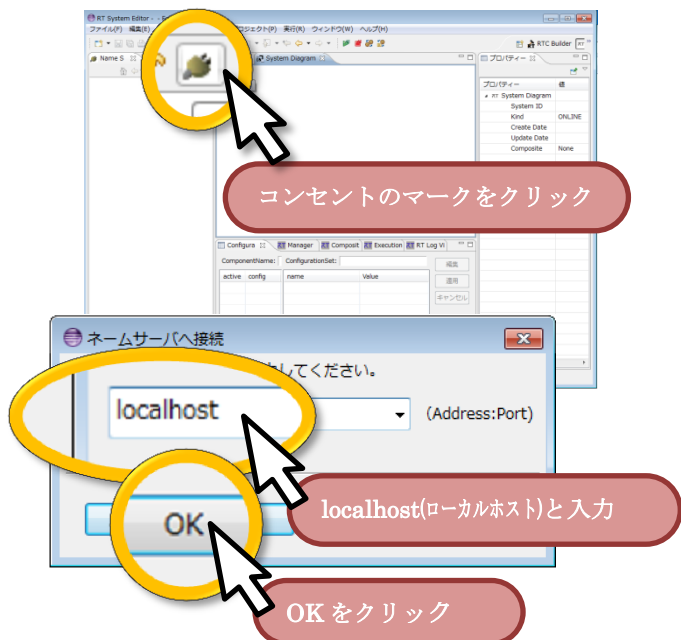 RT System Editor -
ファイル(F) 編集(E) プロジェクト(P) 実行(R) ウィンドウ(W) ヘルプ(H)
RTC Builder RT
Name S
System Diagram
プロパティー
プロパティー 値
RT System Diagram
System ID
Kind ONLINE
Create Date
Update Date
Composite None
コンセントのマークをクリック
Configura Manager Composit Execution RT Log Vi
ComponentName: ConfigurationSet: 編集
active config name Value 適用
キャンセル
ネームサーバへ接続
してください。
localhost (Address:Port)
localhost(ローカルホスト)と入力
OK
OK をクリック